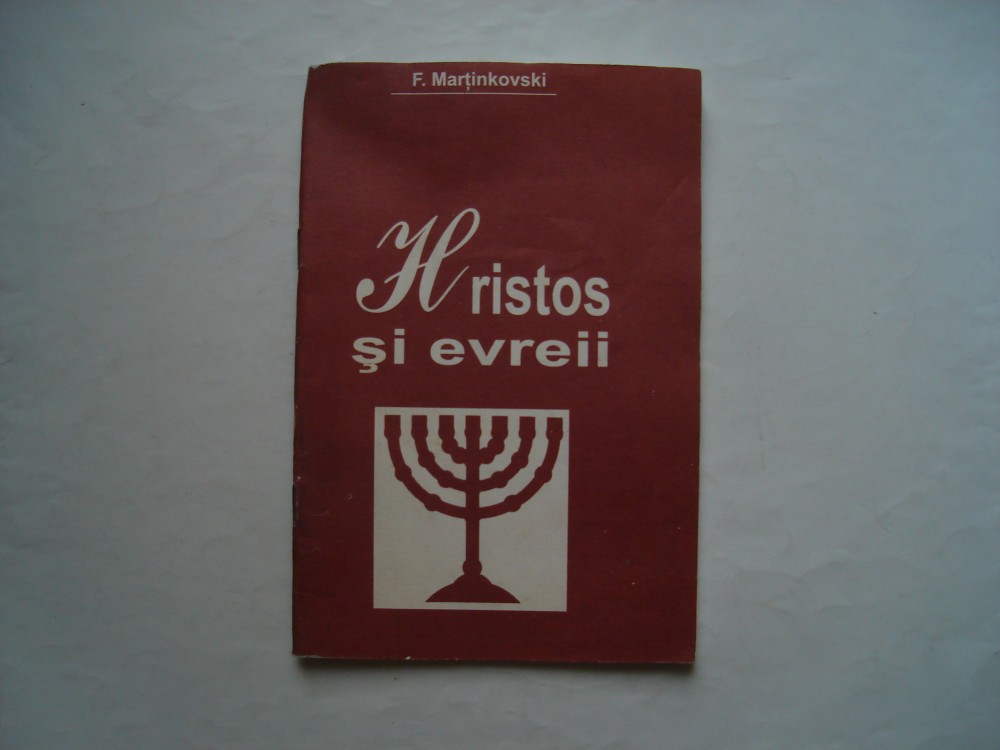 F. Marținkovski
Hristos
şi evreii